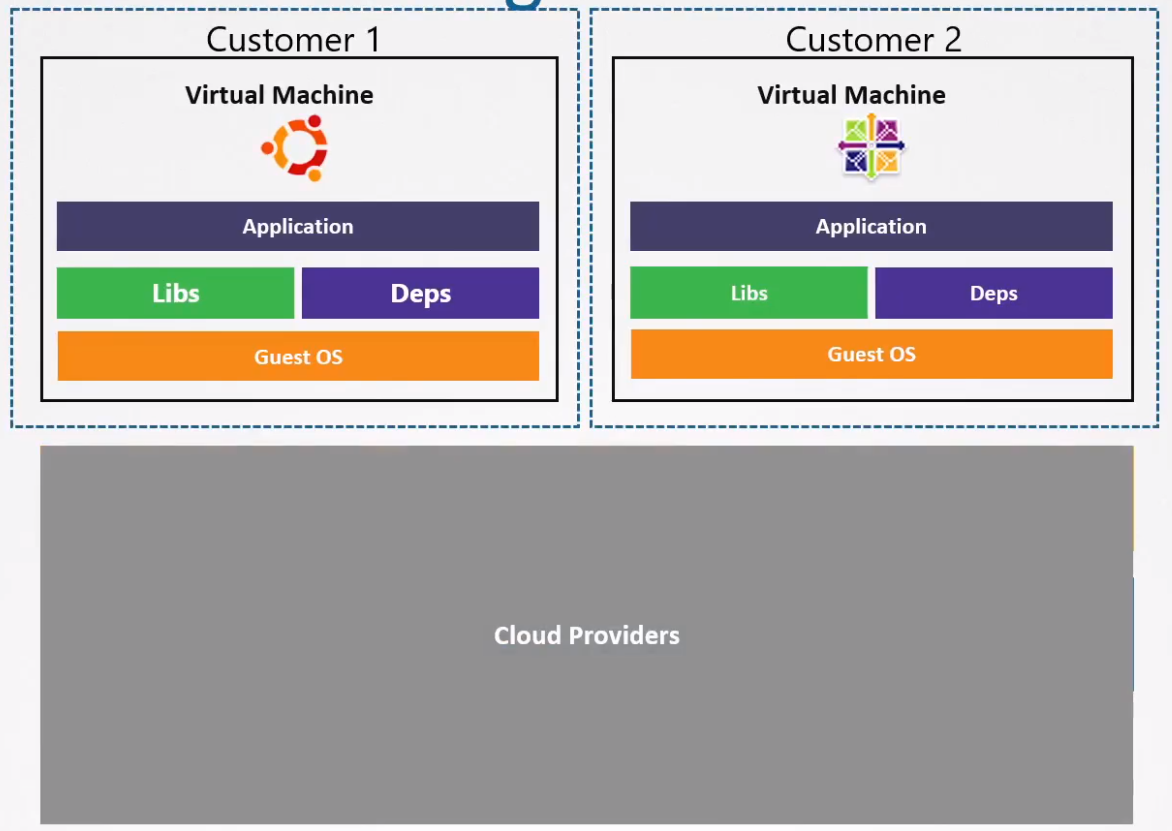 Customer 1
Customer 2
Virtual Machine
Virtual Machine
Application
Application
Libs
Deps
Libs
Deps
Guest OS
Guest OS
Cloud Providers